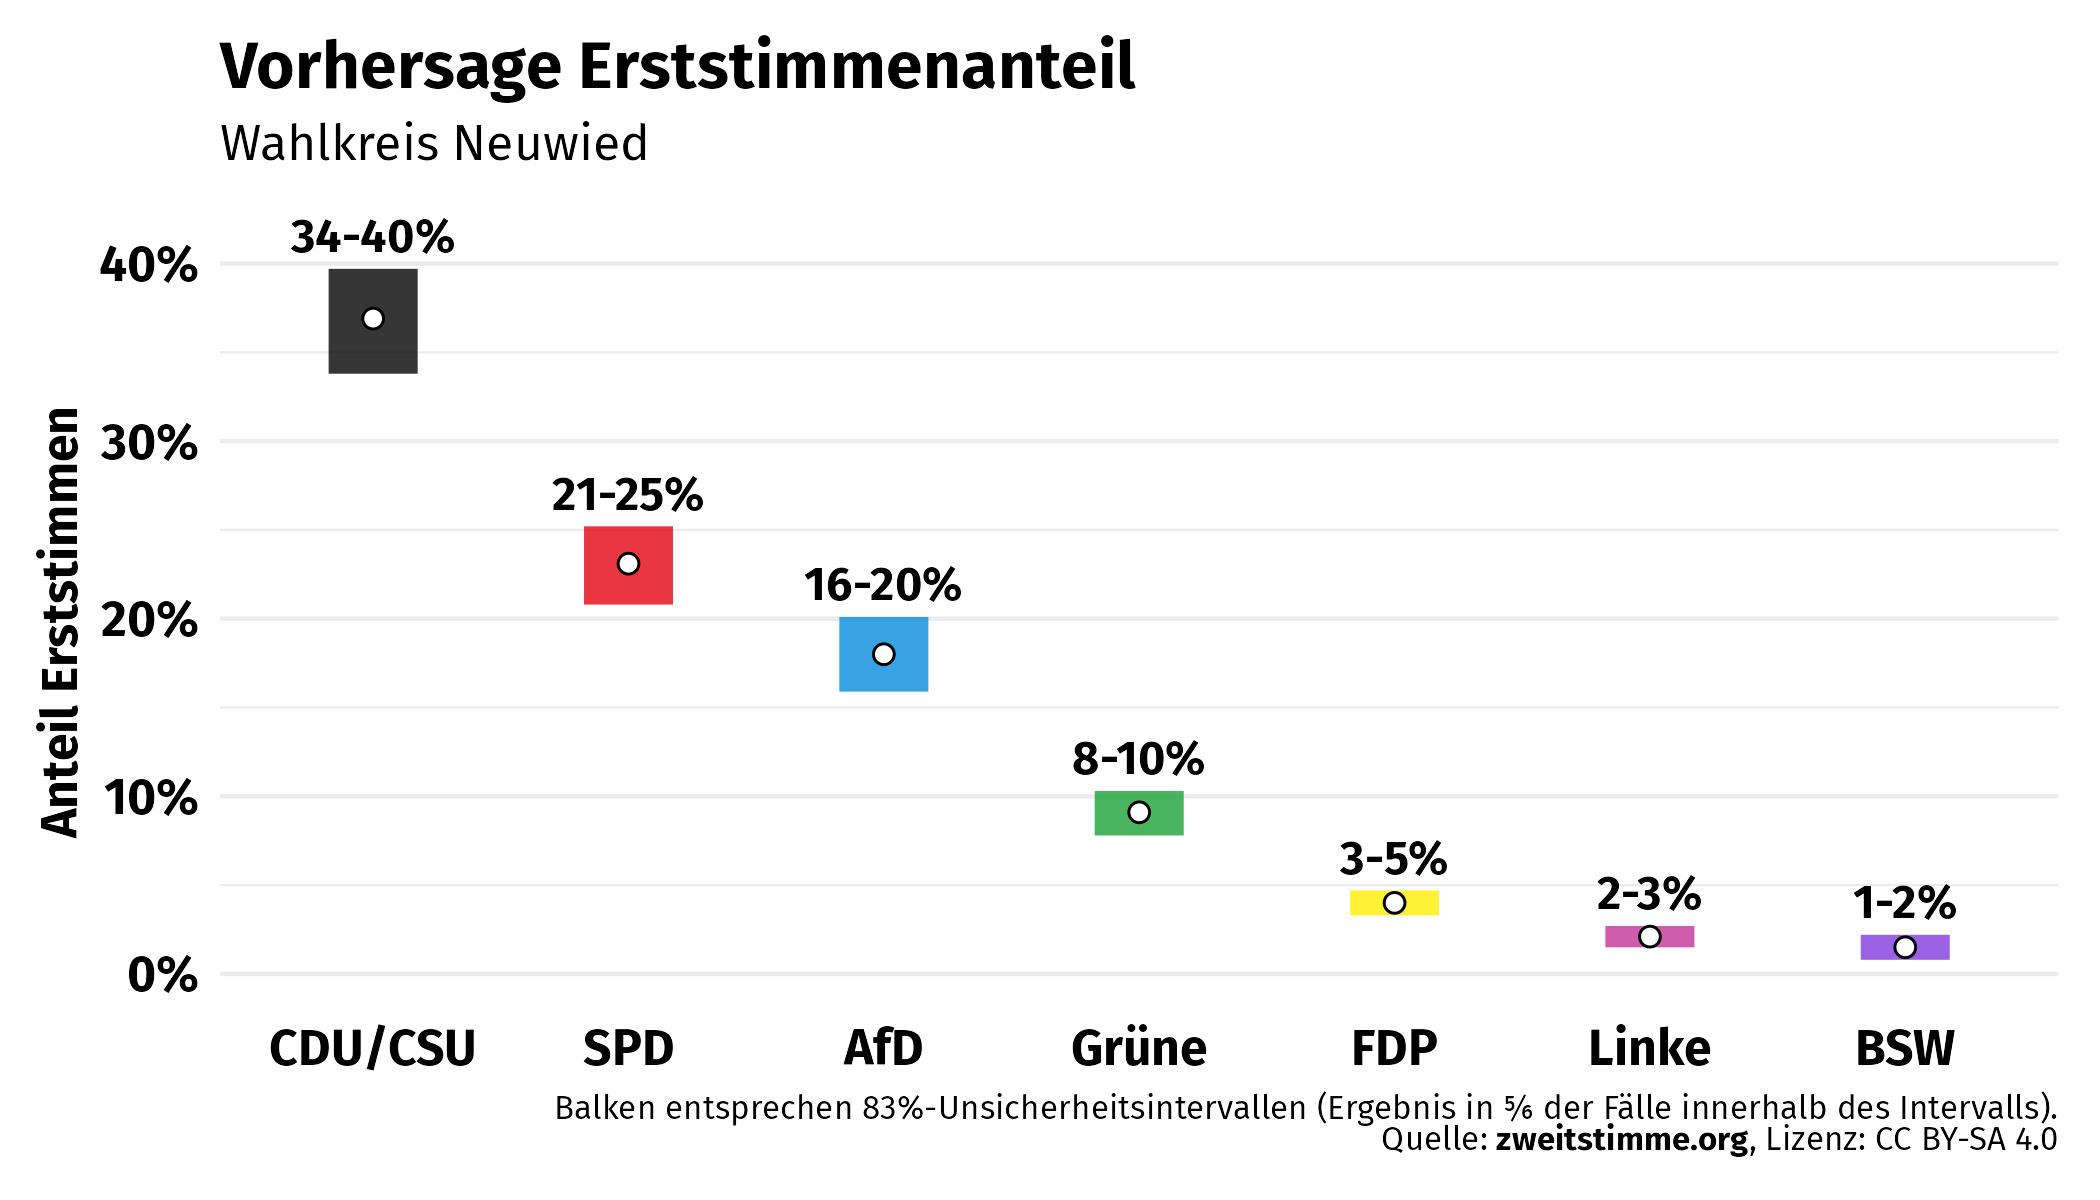 Vorhersage Erststimmenanteil
Wahlkreis Neuwied
Anteil Erststimmen
40%
30%
20%
10%
0%
34-40%
21-25%
16-20%
8-10%
3-5%
2-3%
1-2%
CDU/CSU SPD AfD Grüne FDP Linke BSW
Balken entsprechen 83%-Unsicherheitsintervallen (Ergebnis in ⅚ der Fälle innerhalb des Intervalls).
Quelle: zweitstimme.org, Lizenz: CC BY-SA 4.0